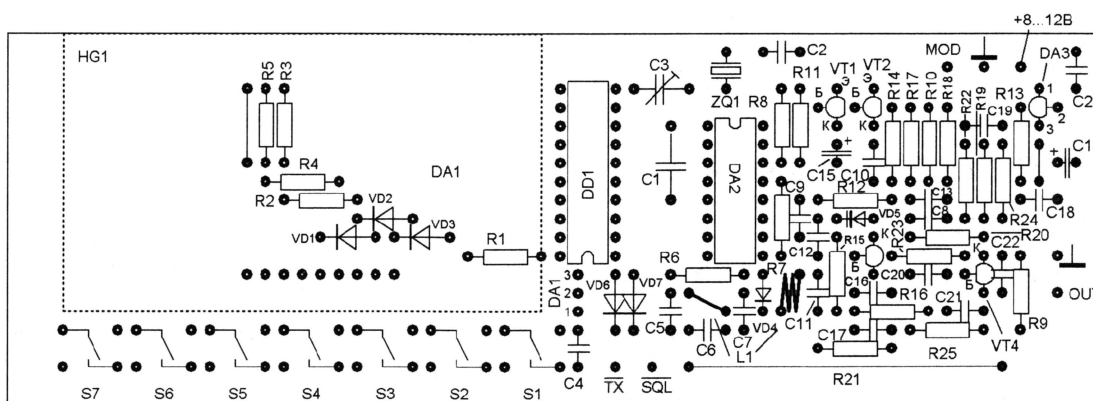 +8...12В
HG1
MOD
DA3
C2
VT1 VT2
C3
R5
R3
R11
Э
Э
R14
R17
R10
R18
R13
1
ZQ1
R8
Б
Б
R22
R19
C19
2
C2
К
К
3
+
C1
R4
DA1
DD1
C1
DA2
C15
C10
R2
VD2
C9
R12
C13
C8
R24
C18
VD1
VD3
VD5
R1
C12
R15
К
R23
К
C22
R20
DA1
3
2
1
VD6
VD7
R6
R7
Б
C20
Б
C16
R16
C21
OUT
C5
C6
C7
VD4
C11
C17
R9
L1
R25
VT4
S7 S6 S5 S4 S3 S2 S1
C4
TX
SQL
R21